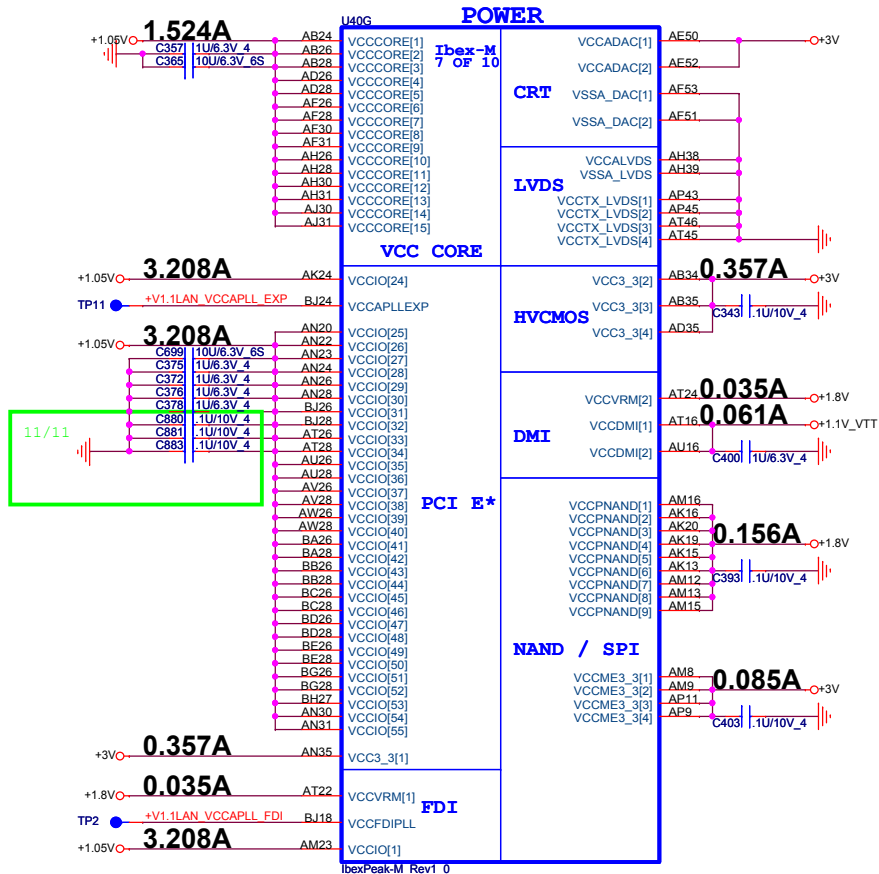 POWER
U40G
Ibex-M
7 OF 10
+1.05V 1.524A
C357 1U/6.3V_4
C365 10U/6.3V_6S
AB24 VCCCORE[1]
AB26 VCCCORE[2]
AB28 VCCCORE[3]
AD26 VCCCORE[4]
AD28 VCCCORE[5]
AF26 VCCCORE[6]
AF28 VCCCORE[7]
AF30 VCCCORE[8]
AF31 VCCCORE[9]
AH26 VCCCORE[10]
AH28 VCCCORE[11]
AH30 VCCCORE[12]
AH31 VCCCORE[13]
AJ30 VCCCORE[14]
AJ31 VCCCORE[15]
VCC CORE
+1.05V 3.208A AK24 VCCIO[24]
TP11 +V1.1LAN_VCCAPLL_EXP BJ24 VCCAPLLEXP
+1.05V 3.208A
C699 10U/6.3V_6S
C375 1U/6.3V_4
C372 1U/6.3V_4
C376 1U/6.3V_4
C378 1U/6.3V_4
C880 .1U/10V_4
C881 .1U/10V_4
C883 .1U/10V_4
11/11
AN20 VCCIO[25]
AN22 VCCIO[26]
AN23 VCCIO[27]
AN24 VCCIO[28]
AN26 VCCIO[29]
AN28 VCCIO[30]
BJ26 VCCIO[31]
BJ28 VCCIO[32]
AT26 VCCIO[33]
AT28 VCCIO[34]
AU26 VCCIO[35]
AU28 VCCIO[36]
AV26 VCCIO[37]
AV28 VCCIO[38]
AW26 VCCIO[39]
AW28 VCCIO[40]
BA26 VCCIO[41]
BA28 VCCIO[42]
BB26 VCCIO[43]
BB28 VCCIO[44]
BC26 VCCIO[45]
BC28 VCCIO[46]
BD26 VCCIO[47]
BD28 VCCIO[48]
BE26 VCCIO[49]
BE28 VCCIO[50]
BG26 VCCIO[51]
BG28 VCCIO[52]
BH27 VCCIO[53]
AN30 VCCIO[54]
AN31 VCCIO[55]
PCI E*
+3V 0.357A AN35 VCC3_3[1]
+1.8V 0.035A AT22 VCCVRM[1]
TP2 +V1.1LAN_VCCAPLL_FDI BJ18 VCCFDIPLL
+1.05V 3.208A AM23 VCCIO[1]
FDI
IbexPeak-M_Rev1_0
CRT
VCCADAC[1] AE50 +3V
VCCADAC[2] AE52
VSSA_DAC[1] AF53
VSSA_DAC[2] AF51
LVDS
VCCALVDS AH38
VSSA_LVDS AH39
VCCTX_LVDS[1] AP43
VCCTX_LVDS[2] AP45
VCCTX_LVDS[3] AT46
VCCTX_LVDS[4] AT45
HVCMOS
VCC3_3[2] AB34 0.357A +3V
VCC3_3[3] AB35 C343 .1U/10V_4
VCC3_3[4] AD35
DMI
VCCVRM[2] AT24 0.035A +1.8V
VCCDMI[1] AT16 0.061A +1.1V_VTT
VCCDMI[2] AU16 C400 1U/6.3V_4
NAND / SPI
VCCPNAND[1] AM16
VCCPNAND[2] AK16
VCCPNAND[3] AK20
VCCPNAND[4] AK19 0.156A +1.8V
VCCPNAND[5] AK15
VCCPNAND[6] AK13 C393 .1U/10V_4
VCCPNAND[7] AM12
VCCPNAND[8] AM13
VCCPNAND[9] AM15
VCCME3_3[1] AM8
VCCME3_3[2] AM9 0.085A +3V
VCCME3_3[3] AP11
VCCME3_3[4] AP9 C403 .1U/10V_4